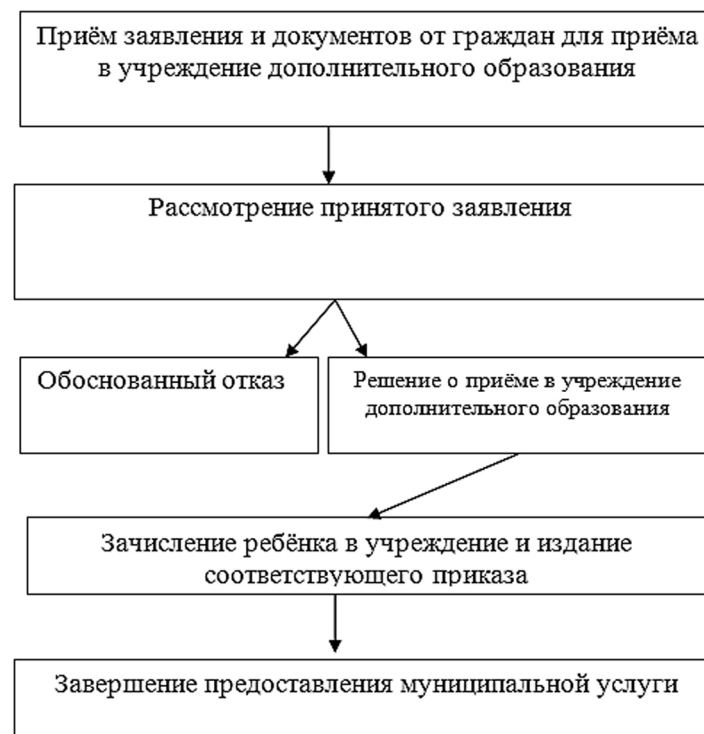 Приём заявления и документов от граждан для приёма
в учреждение дополнительного образования
Рассмотрение принятого заявления
Обоснованный отказ
Решение о приёме в учреждение
дополнительного образования
Зачисление ребёнка в учреждение и издание
соответствующего приказа
Завершение предоставления муниципальной услуги